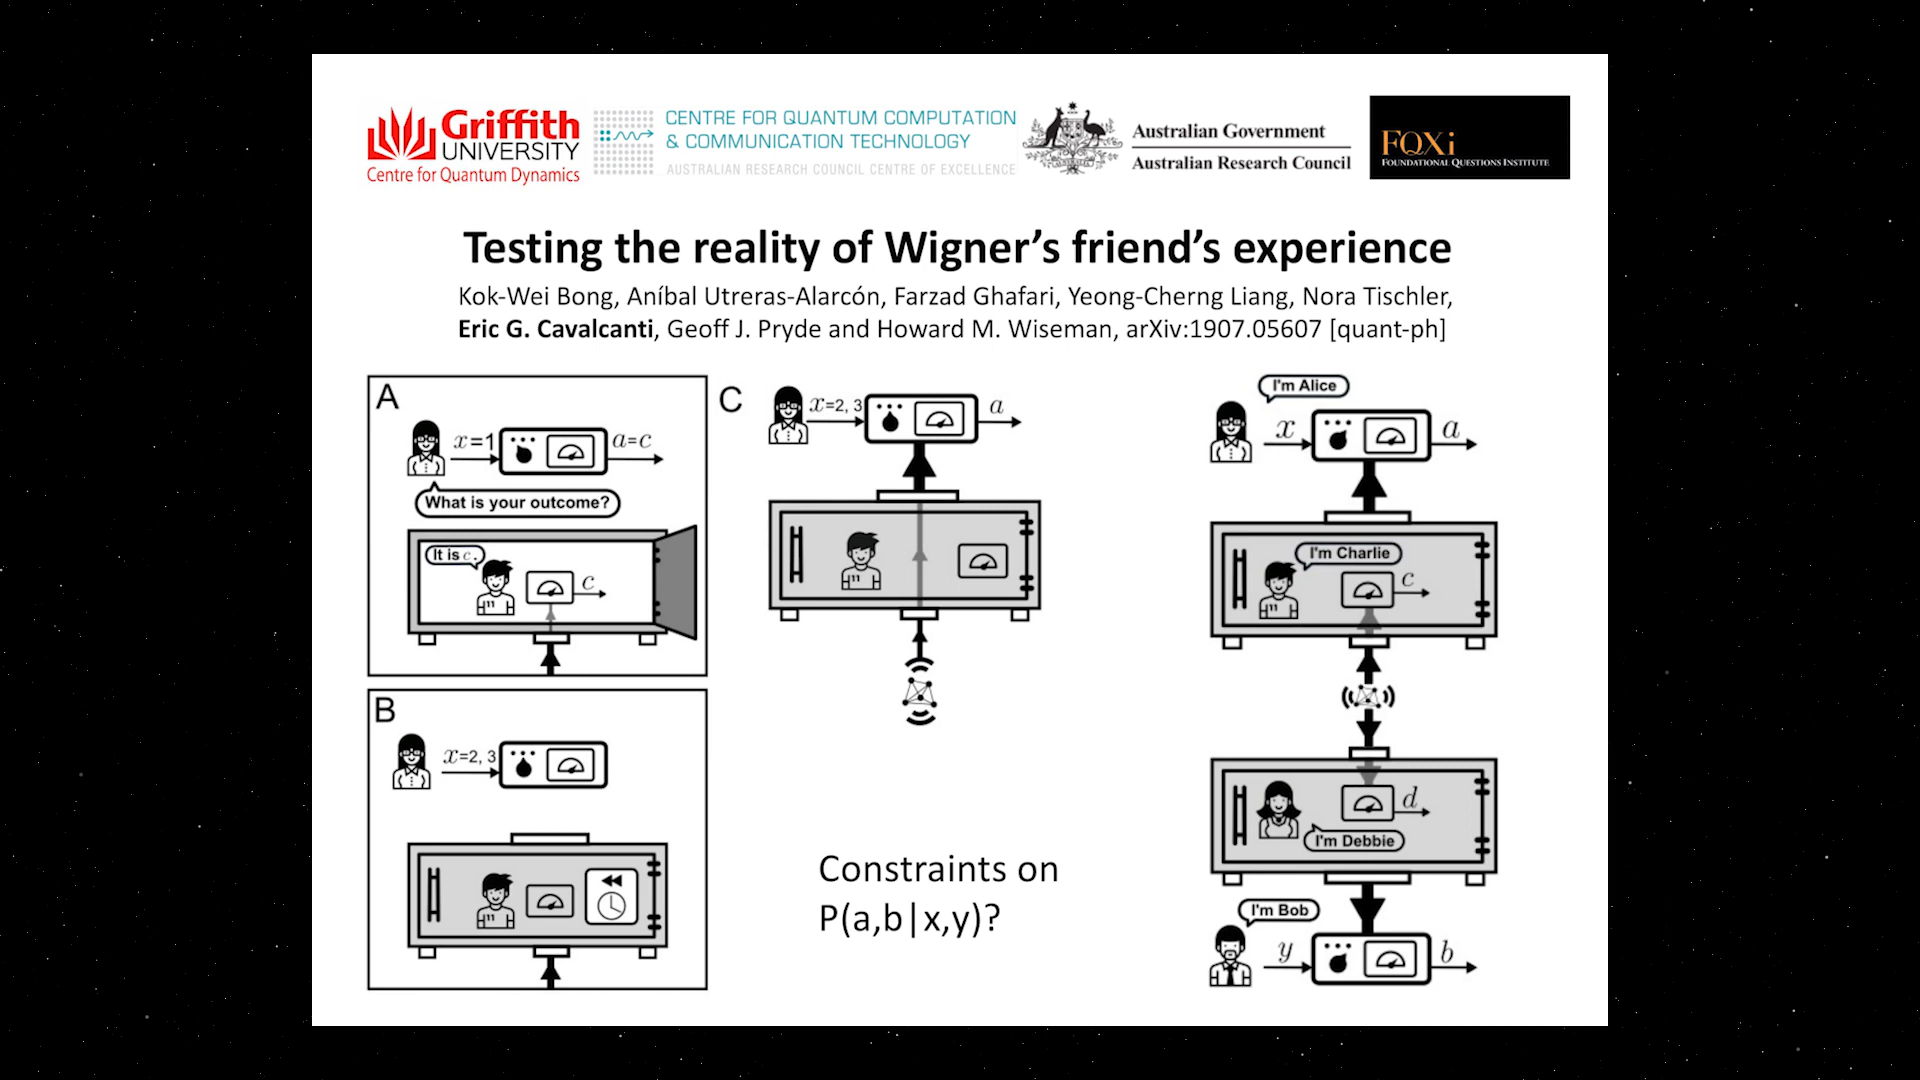 Griffith
UNIVERSITY
Centre for Quantum Dynamics
CENTRE FOR QUANTUM COMPUTATION
& COMMUNICATION TECHNOLOGY
AUSTRALIAN RESEARCH COUNCIL CENTRE OF EXCELLENCE
Australian Government
Australian Research Council
FQXi
FOUNDATIONAL QUESTIONS INSTITUTE
Testing the reality of Wigner’s friend’s experience
Kok-Wei Bong, Aníbal Utreras-Alarcón, Farzad Ghafari, Yeong-Cherng Liang, Nora Tischler,
Eric G. Cavalcanti, Geoff J. Pryde and Howard M. Wiseman, arXiv:1907.05607 [quant-ph]
A
x=1
a=c
What is your outcome?
It is c.
c
11
B
x=2, 3
11
C
x=2, 3
a
11
Constraints on
P(a,b|x,y)?
I'm Alice
x
a
I'm Charlie
c
11
d
I'm Debbie
I'm Bob
y
b